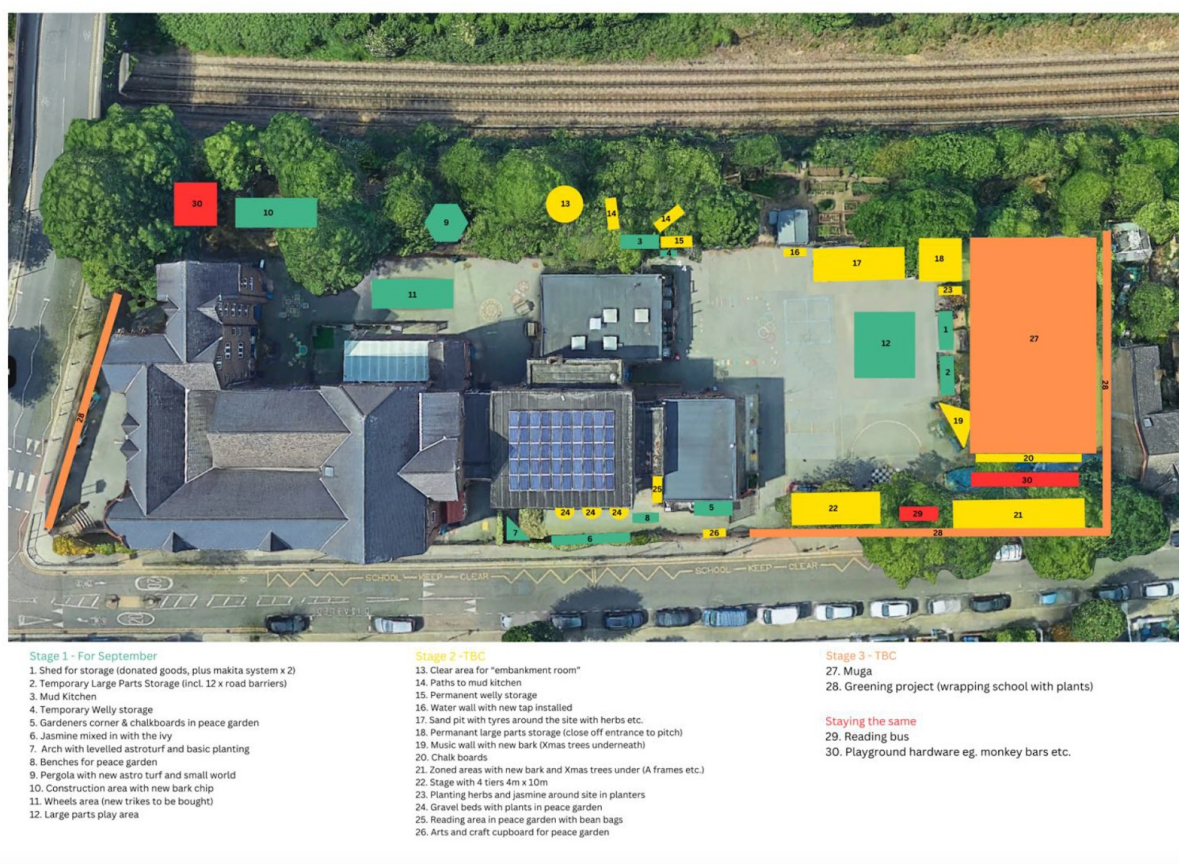 30
10
9
13
14
14
3
15
4
4
16
17
18
23
11
12
1
2
27
19
28
28
20
30
25
24
24
24
5
8
7
6
26
22
29
21
28
SCHOOL - KEEP - CLEAR
SCHOOL - KEEP - CLEAR
20
20
Stage 1 - For September
1. Shed for storage (donated goods, plus makita system x 2)
2. Temporary Large Parts Storage (incl. 12 x road barriers)
3. Mud Kitchen
4. Temporary Welly storage
5. Gardeners corner & chalkboards in peace garden
6. Jasmine mixed in with the ivy
7. Arch with levelled astroturf and basic planting
8. Benches for peace garden
9. Pergola with new astro turf and small world
10. Construction area with new bark chip
11. Wheels area (new trikes to be bought)
12. Large parts play area
Stage 2 -TBC
13. Clear area for "embankment room"
14. Paths to mud kitchen
15. Permanent welly storage
16. Water wall with new tap installed
17. Sand pit with tyres around the site with herbs etc.
18. Permanant large parts storage (close off entrance to pitch)
19. Music wall with new bark (Xmas trees underneath)
20. Chalk boards
21. Zoned areas with new bark and Xmas trees under (A frames etc.)
22. Stage with 4 tiers 4m x 10m
23. Planting herbs and jasmine around site in planters
24. Gravel beds with plants in peace garden
25. Reading area in peace garden with bean bags
26. Arts and craft cupboard for peace garden
Stage 3 - TBC
27. Muga
28. Greening project (wrapping school with plants)
Staying the same
29. Reading bus
30. Playground hardware eg. monkey bars etc.